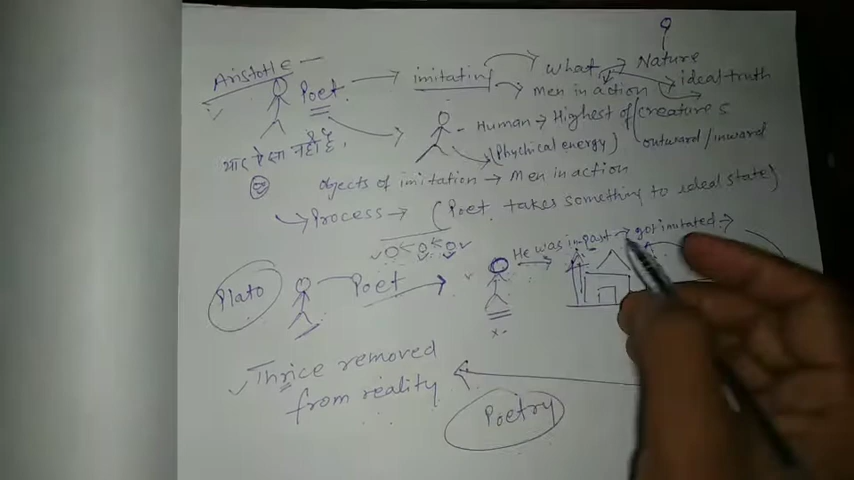 Aristotle —
Poet. → imitating → what → Nature
ideal truth
Men in action
Human → Highest of creatures
(Phychical energy)
outward/inward
नहीं है.
objects of imitation → Men in action
Process → (Poet. takes something to ideal state)
He was in past → got imitated →
Plato
Poet
Thrice removed
from reality
Poetry